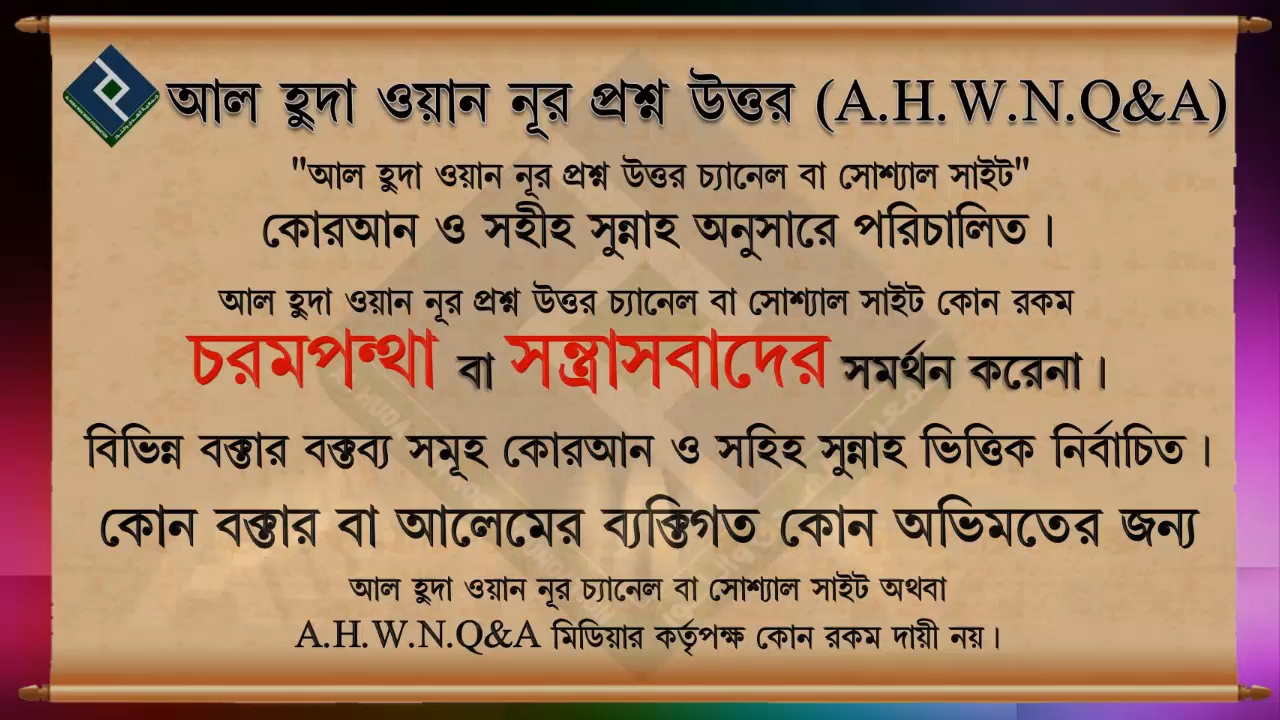 আল হুদা ওয়ান নূর প্রশ্ন উত্তর (A.H.W.N.Q&A)
"আল হুদা ওয়ান নূর প্রশ্ন উত্তর চ্যানেল বা সোশ্যাল সাইট"
কোরআন ও সহীহ সুন্নাহ অনুসারে পরিচালিত।
আল হুদা ওয়ান নূর প্রশ্ন উত্তর চ্যানেল বা সোশ্যাল সাইট কোন রকম
চরমপন্থা বা সন্ত্রাসবাদের সমর্থন করেনা।
বিভিন্ন বক্তার বক্তব্য সমূহ কোরআন ও সহিহ সুন্নাহ ভিত্তিক নির্বাচিত।
কোন বক্তার বা আলেমের ব্যক্তিগত কোন অভিমতের জন্য
আল হুদা ওয়ান নূর চ্যানেল বা সোশ্যাল সাইট অথবা
A.H.W.N.Q&A মিডিয়ার কর্তৃপক্ষ কোন রকম দায়ী নয়।